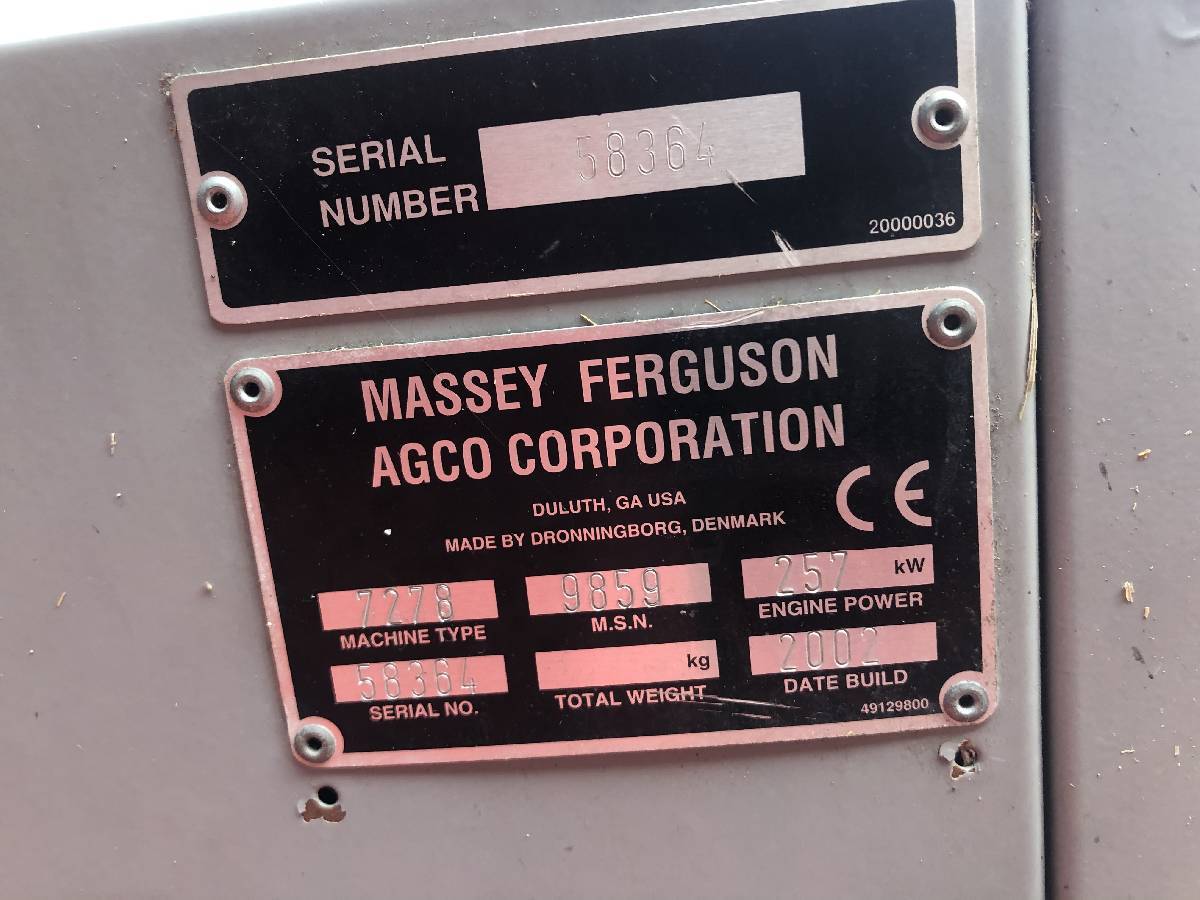 SERIAL
NUMBER
58364
20000036
MASSEY FERGUSON
AGCO CORPORATION
DULUTH, GA USA
MADE BY DRONNINGBORG, DENMARK
CE
7278 9859 257 kW
MACHINE TYPE M.S.N. ENGINE POWER
58364 kg 2002
SERIAL NO. TOTAL WEIGHT DATE BUILD
49129800